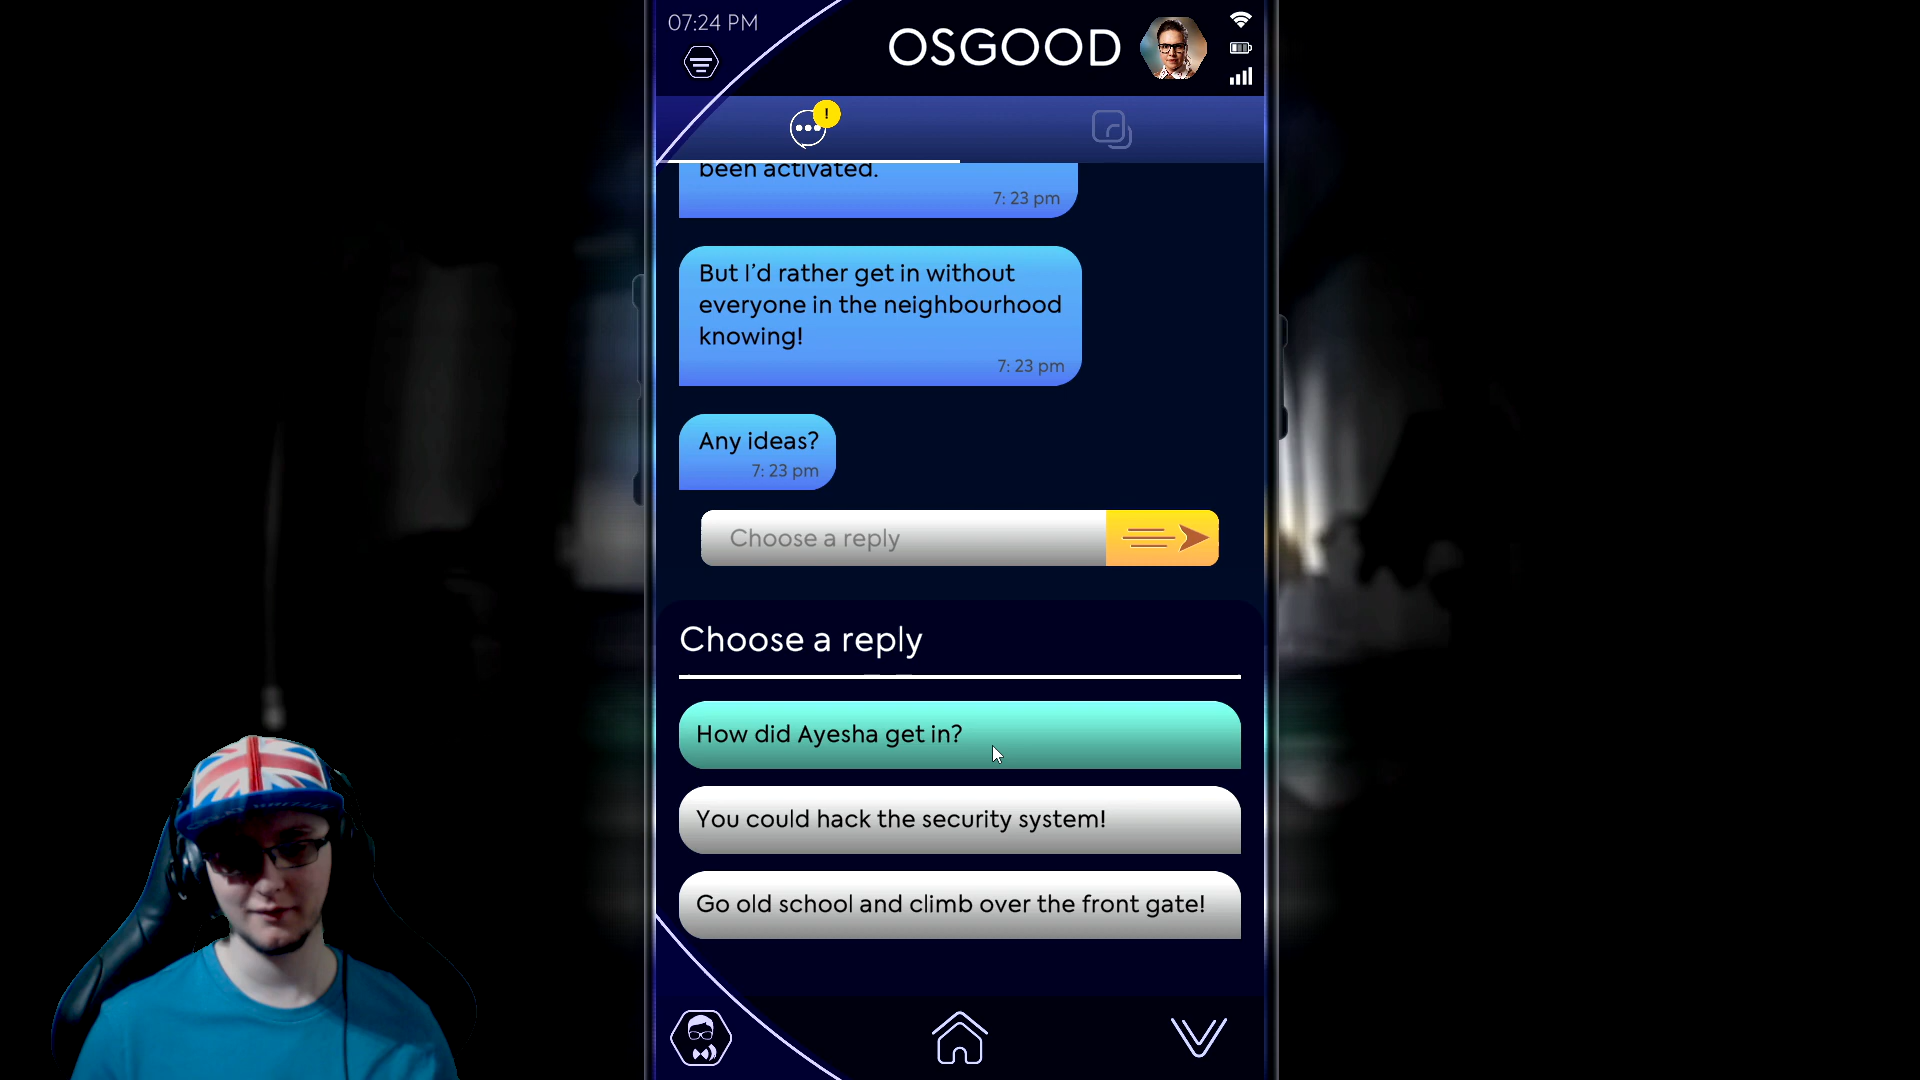 07:24 PM
OSGOOD
!
been activated.
7: 23 pm
But I'd rather get in without
everyone in the neighbourhood
knowing!
7: 23 pm
Any ideas?
7: 23 pm
Choose a reply
Choose a reply
How did Ayesha get in?
You could hack the security system!
Go old school and climb over the front gate!